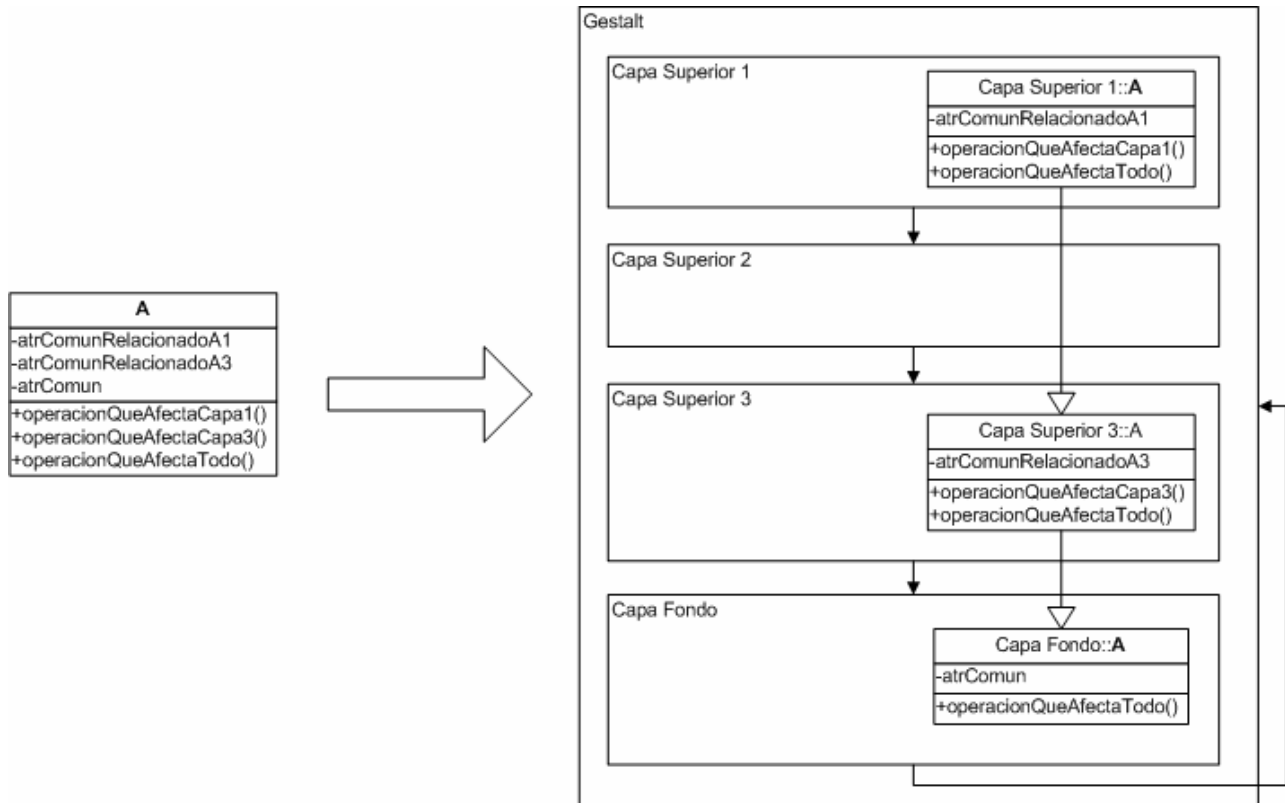 A
-atrComunRelacionadoA1
-atrComunRelacionadoA3
-atrComun
+operacionQueAfectaCapa1()
+operacionQueAfectaCapa3()
+operacionQueAfectaTodo()
Gestalt
Capa Superior 1
Capa Superior 1::A
-atrComunRelacionadoA1
+operacionQueAfectaCapa1()
+operacionQueAfectaTodo()
Capa Superior 2
Capa Superior 3
Capa Superior 3::A
-atrComunRelacionadoA3
+operacionQueAfectaCapa3()
+operacionQueAfectaTodo()
Capa Fondo
Capa Fondo::A
-atrComun
+operacionQueAfectaTodo()